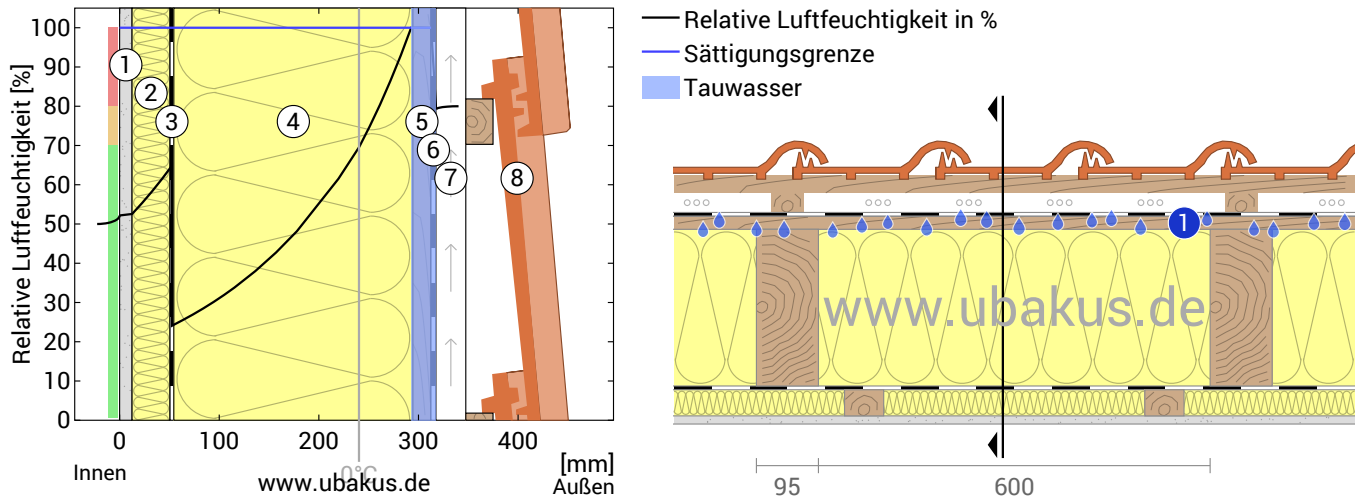 Relative Luftfeuchtigkeit [%]
100
90
80
70
60
50
40
30
20
10
0
1
2
3
4
5
6
7
8
0 100 200 300 400
[mm]
0°C
Innen
www.ubakus.de
Außen
Relative Luftfeuchtigkeit in %
Sättigungsgrenze
Tauwasser
1
www.ubakus.de
95 600